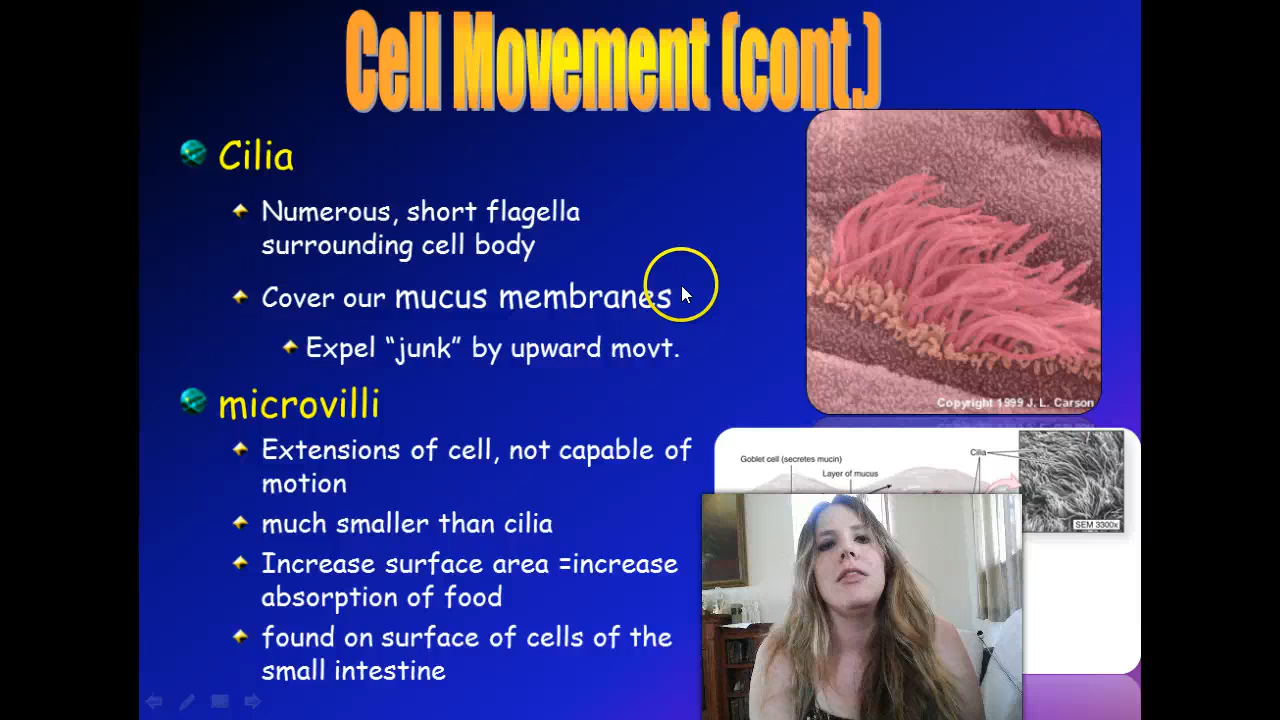 Cell Movement (cont.)
Cilia
Numerous, short flagella
surrounding cell body
Cover our mucus membranes
Expel “junk” by upward movt.
microvilli
Extensions of cell, not capable of
motion
much smaller than cilia
Increase surface area =increase
absorption of food
found on surface of cells of the
small intestine
Copyright 1999 J. L. Carson
Goblet cell (secretes mucin)
Layer of mucus
Cilia
SEM 3300x